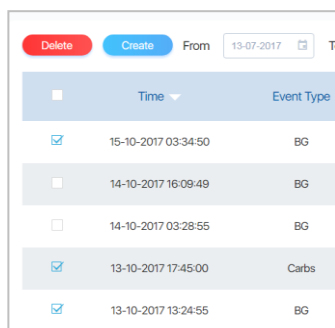 Delete Create From 13-07-2017 T
Time Event Type
15-10-2017 03:34:50 BG
14-10-2017 16:09:49 BG
14-10-2017 03:28:55 BG
13-10-2017 17:45:00 Carbs
13-10-2017 13:24:55 BG